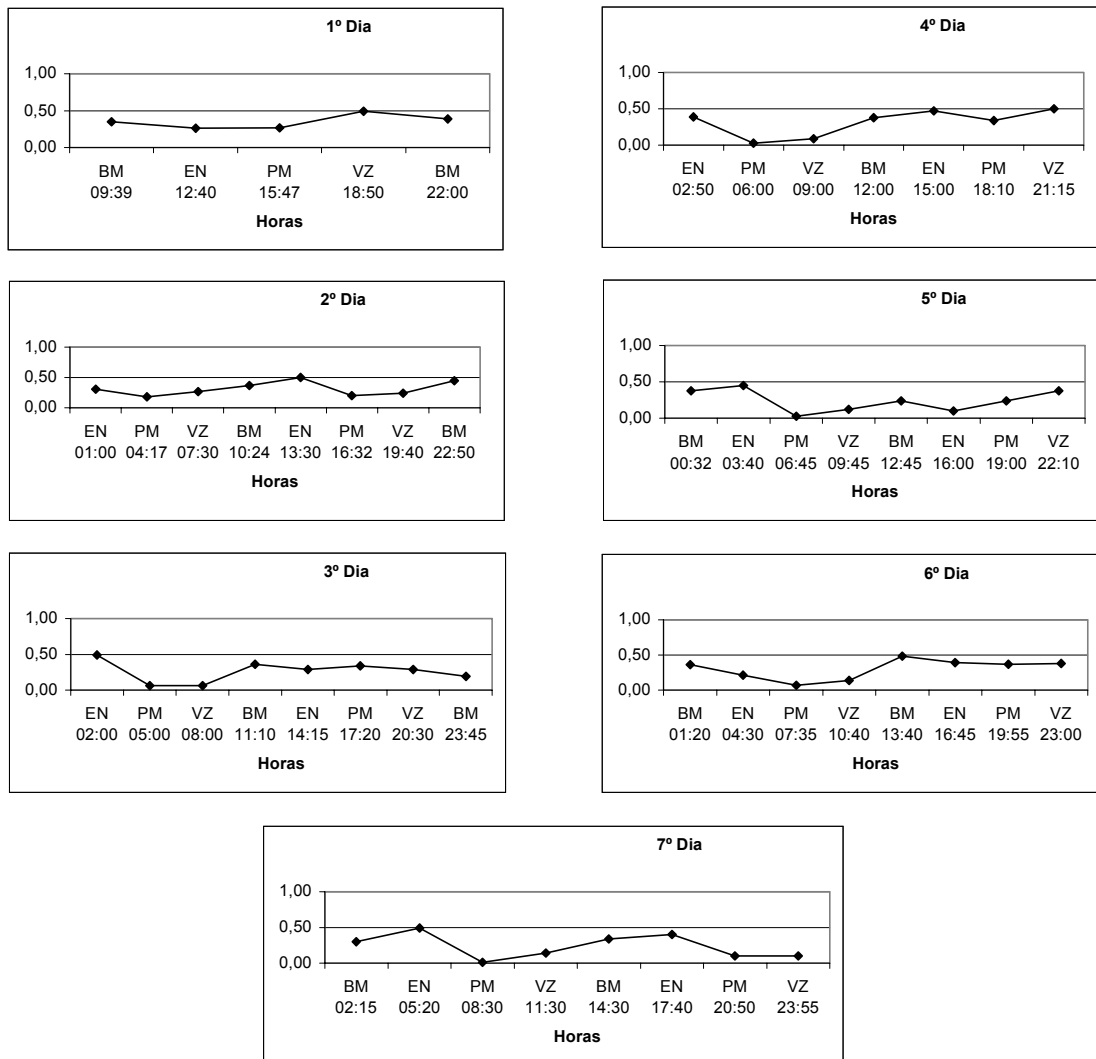 1º Dia
1,00
0,50
0,00
BM EN PM VZ BM
09:39 12:40 15:47 18:50 22:00
Horas
2º Dia
1,00
0,50
0,00
EN PM VZ BM EN PM VZ BM
01:00 04:17 07:30 10:24 13:30 16:32 19:40 22:50
Horas
3º Dia
1,00
0,50
0,00
EN PM VZ BM EN PM VZ BM
02:00 05:00 08:00 11:10 14:15 17:20 20:30 23:45
Horas
4º Dia
1,00
0,50
0,00
EN PM VZ BM EN PM VZ
02:50 06:00 09:00 12:00 15:00 18:10 21:15
Horas
5º Dia
1,00
0,50
0,00
BM EN PM VZ BM EN PM VZ
00:32 03:40 06:45 09:45 12:45 16:00 19:00 22:10
Horas
6º Dia
1,00
0,50
0,00
BM EN PM VZ BM EN PM VZ
01:20 04:30 07:35 10:40 13:40 16:45 19:55 23:00
Horas
7º Dia
1,00
0,50
0,00
BM EN PM VZ BM EN PM VZ
02:15 05:20 08:30 11:30 14:30 17:40 20:50 23:55
Horas